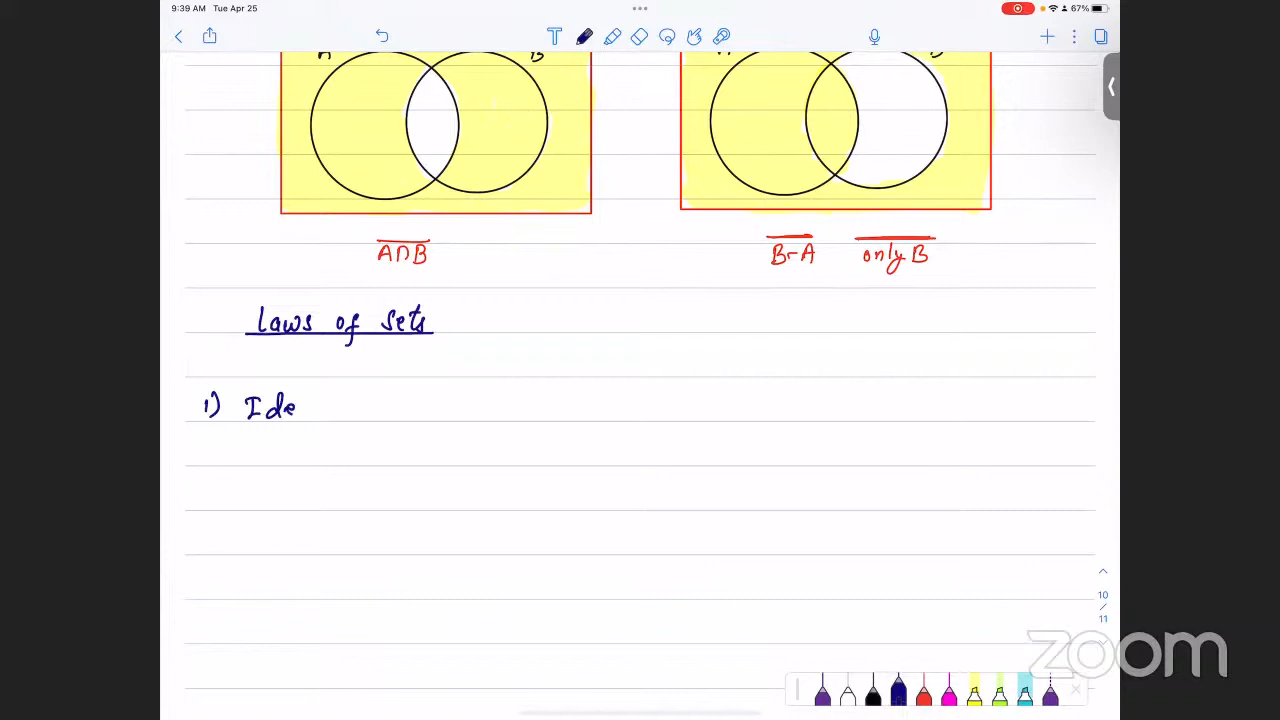 9:39 AM Tue Apr 25
67%
A B
A∩B
B-A only B
Laws of Sets
1) Ide
10
/
11
zoom